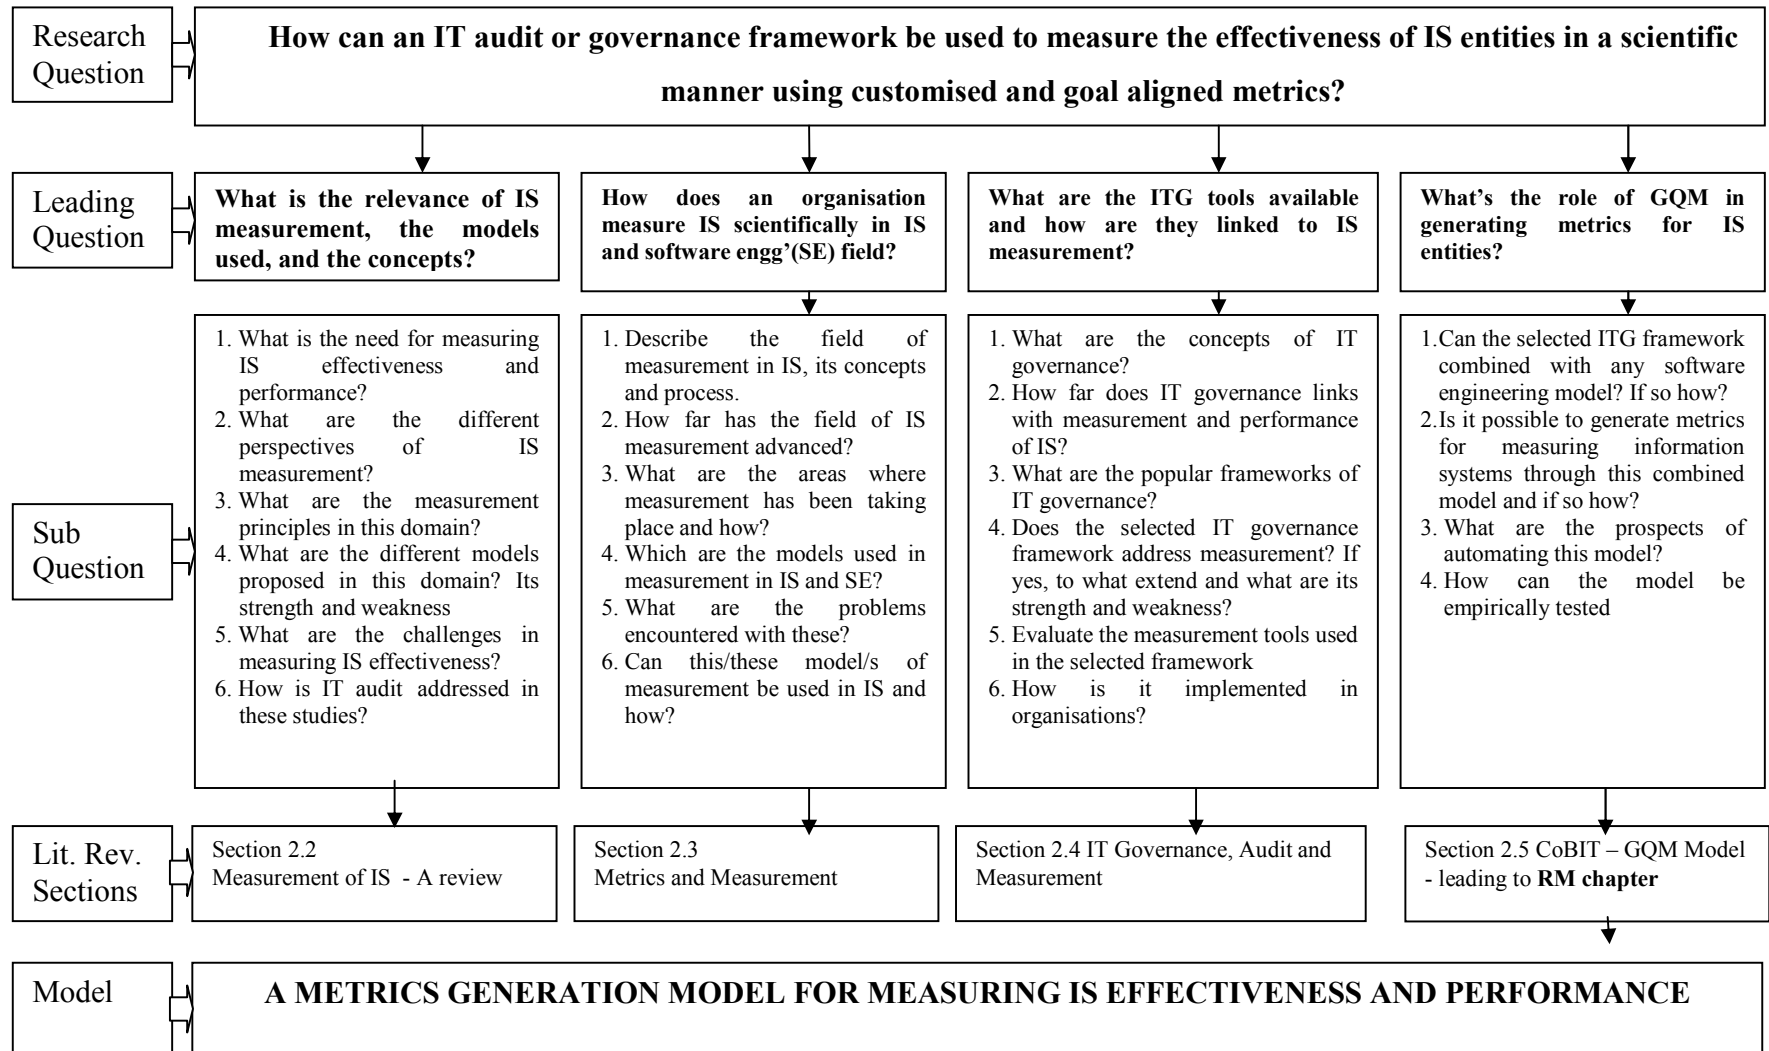 Research
Question
How can an IT audit or governance framework be used to measure the effectiveness of IS entities in a scientific
manner using customised and goal aligned metrics?
Leading
Question
What is the relevance of IS
measurement, the models
used, and the concepts?
How does an organisation
measure IS scientifically in IS
and software engg'(SE) field?
What are the ITG tools available
and how are they linked to IS
measurement?
What's the role of GQM in
generating metrics for IS
entities?
Sub
Question
1. What is the need for measuring
IS effectiveness and
performance?
2. What are the different
perspectives of IS
measurement?
3. What are the measurement
principles in this domain?
4. What are the different models
proposed in this domain? Its
strength and weakness
5. What are the challenges in
measuring IS effectiveness?
6. How is IT audit addressed in
these studies?
1. Describe the field of
measurement in IS, its concepts
and process.
2. How far has the field of IS
measurement advanced?
3. What are the areas where
measurement has been taking
place and how?
4. Which are the models used in
measurement in IS and SE?
5. What are the problems
encountered with these?
6. Can this/these model/s of
measurement be used in IS and
how?
1. What are the concepts of IT
governance?
2. How far does IT governance links
with measurement and performance
of IS?
3. What are the popular frameworks of
IT governance?
4. Does the selected IT governance
framework address measurement? If
yes, to what extend and what are its
strength and weakness?
5. Evaluate the measurement tools used
in the selected framework
6. How is it implemented in
organisations?
1.Can the selected ITG framework
combined with any software
engineering model? If so how?
2.Is it possible to generate metrics
for measuring information
systems through this combined
model and if so how?
3. What are the prospects of
automating this model?
4. How can the model be
empirically tested
Lit. Rev.
Sections
Section 2.2
Measurement of IS - A review
Section 2.3
Metrics and Measurement
Section 2.4 IT Governance, Audit and
Measurement
Section 2.5 CoBIT – GQM Model
- leading to RM chapter
Model
A METRICS GENERATION MODEL FOR MEASURING IS EFFECTIVENESS AND PERFORMANCE